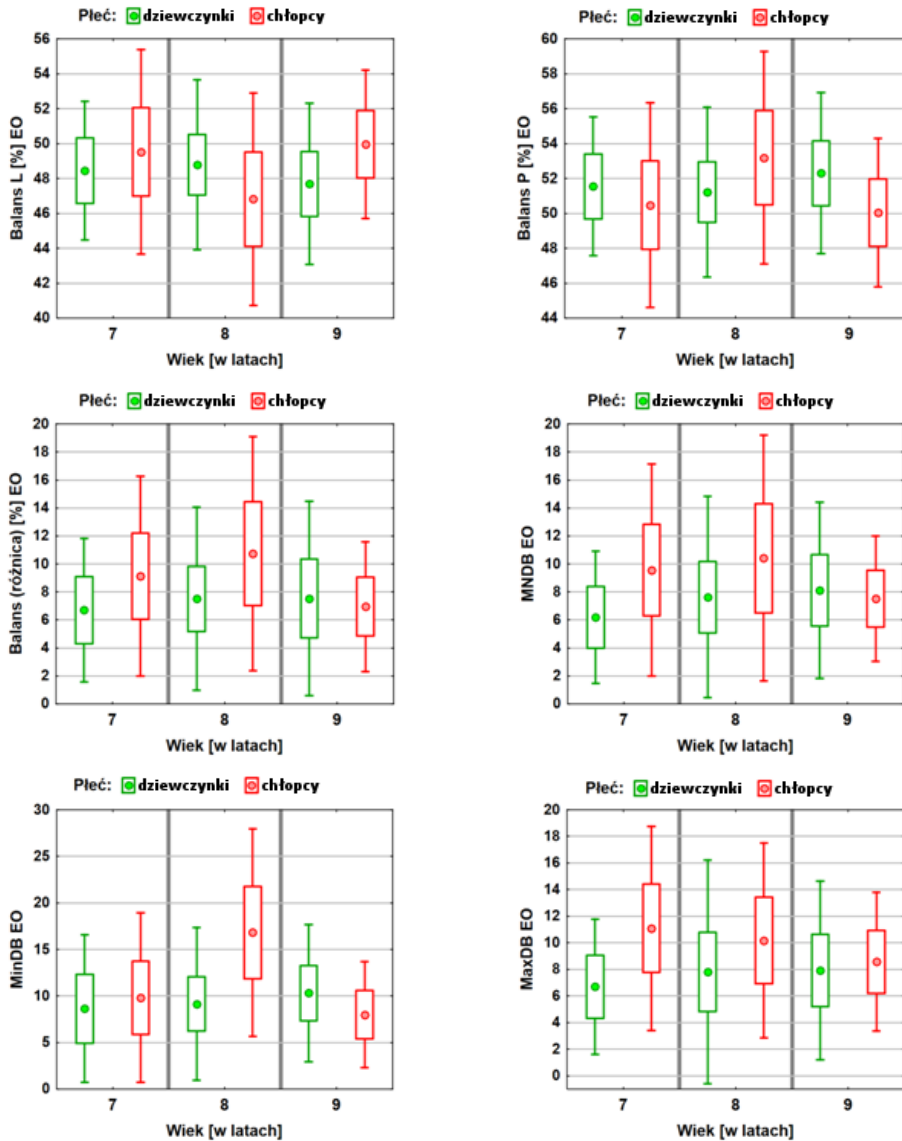 Płeć: dziewczynki chłopcy
Balans L [%] EO
56
54
52
50
48
46
44
42
40
7 8 9
Wiek [w latach]
Płeć: dziewczynki chłopcy
Balans P [%] EO
60
58
56
54
52
50
48
46
44
7 8 9
Wiek [w latach]
Płeć: dziewczynki chłopcy
Balans (różnica) [%] EO
20
18
16
14
12
10
8
6
4
2
0
7 8 9
Wiek [w latach]
Płeć: dziewczynki chłopcy
MNDB EO
20
18
16
14
12
10
8
6
4
2
0
7 8 9
Wiek [w latach]
Płeć: dziewczynki chłopcy
MinDB EO
30
25
20
15
10
5
0
7 8 9
Wiek [w latach]
Płeć: dziewczynki chłopcy
MaxDB EO
20
18
16
14
12
10
8
6
4
2
0
7 8 9
Wiek [w latach]